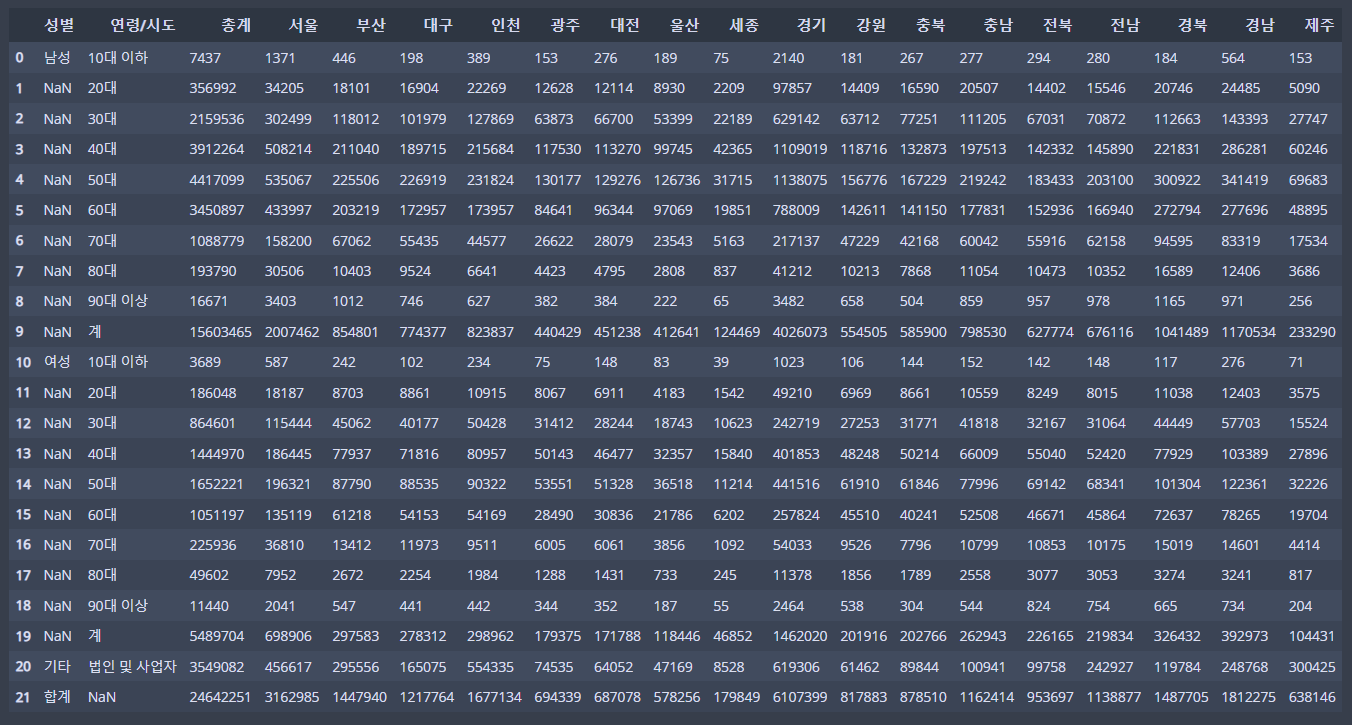 성별 연령/시도 총계 서울 부산 대구 인천 광주 대전 울산 세종 경기 강원 충북 충남 전북 전남 경북 경남 제주
0 남성 10대 이하 7437 1371 446 198 389 153 276 189 75 2140 181 267 277 294 280 184 564 153
1 NaN 20대 356992 34205 18101 16904 22269 12628 12114 8930 2209 97857 14409 16590 20507 14402 15546 20746 24485 5090
2 NaN 30대 2159536 302499 118012 101979 127869 63873 66700 53399 22189 629142 63712 77251 111205 67031 70872 112663 143393 27747
3 NaN 40대 3912264 508214 211040 189715 215684 117530 113270 99745 42365 1109019 118716 132873 197513 142332 145890 221831 286281 60246
4 NaN 50대 4417099 535067 225506 226919 231824 130177 129276 126736 31715 1138075 156776 167229 219242 183433 203100 300922 341419 69683
5 NaN 60대 3450897 433997 203219 172957 173957 84641 96344 97069 19851 788009 142611 141150 177831 152936 166940 272794 277696 48895
6 NaN 70대 1088779 158200 67062 55435 44577 26622 28079 23543 5163 217137 47229 42168 60042 55916 62158 94595 83319 17534
7 NaN 80대 193790 30506 10403 9524 6641 4423 4795 2808 837 41212 10213 7868 11054 10473 10352 16589 12406 3686
8 NaN 90대 이상 16671 3403 1012 746 627 382 384 222 65 3482 658 504 859 957 978 1165 971 256
9 NaN 계 15603465 2007462 854801 774377 823837 440429 451238 412641 124469 4026073 554505 585900 798530 627774 676116 1041489 1170534 233290
10 여성 10대 이하 3689 587 242 102 234 75 148 83 39 1023 106 144 152 142 148 117 276 71
11 NaN 20대 186048 18187 8703 8861 10915 8067 6911 4183 1542 49210 6969 8661 10559 8249 8015 11038 12403 3575
12 NaN 30대 864601 115444 45062 40177 50428 31412 28244 18743 10623 242719 27253 31771 41818 32167 31064 44449 57703 15524
13 NaN 40대 1444970 186445 77937 71816 80957 50143 46477 32357 15840 401853 48248 50214 66009 55040 52420 77929 103389 27896
14 NaN 50대 1652221 196321 87790 88535 90322 53551 51328 36518 11214 441516 61910 61846 77996 69142 68341 101304 122361 32226
15 NaN 60대 1051197 135119 61218 54153 54169 28490 30836 21786 6202 257824 45510 40241 52508 46671 45864 72637 78265 19704
16 NaN 70대 225936 36810 13412 11973 9511 6005 6061 3856 1092 54033 9526 7796 10799 10853 10175 15019 14601 4414
17 NaN 80대 49602 7952 2672 2254 1984 1288 1431 733 245 11378 1856 1789 2558 3077 3053 3274 3241 817
18 NaN 90대 이상 11440 2041 547 441 442 344 352 187 55 2464 538 304 544 824 754 665 734 204
19 NaN 계 5489704 698906 297583 278312 298962 179375 171788 118446 46852 1462020 201916 202766 262943 226165 219834 326432 392973 104431
20 기타 법인 및 사업자 3549082 456617 295556 165075 554335 74535 64052 47169 8528 619306 61462 89844 100941 99758 242927 119784 248768 300425
21 합계 NaN 24642251 3162985 1447940 1217764 1677134 694339 687078 578256 179849 6107399 817883 878510 1162414 953697 1138877 1487705 1812275 638146